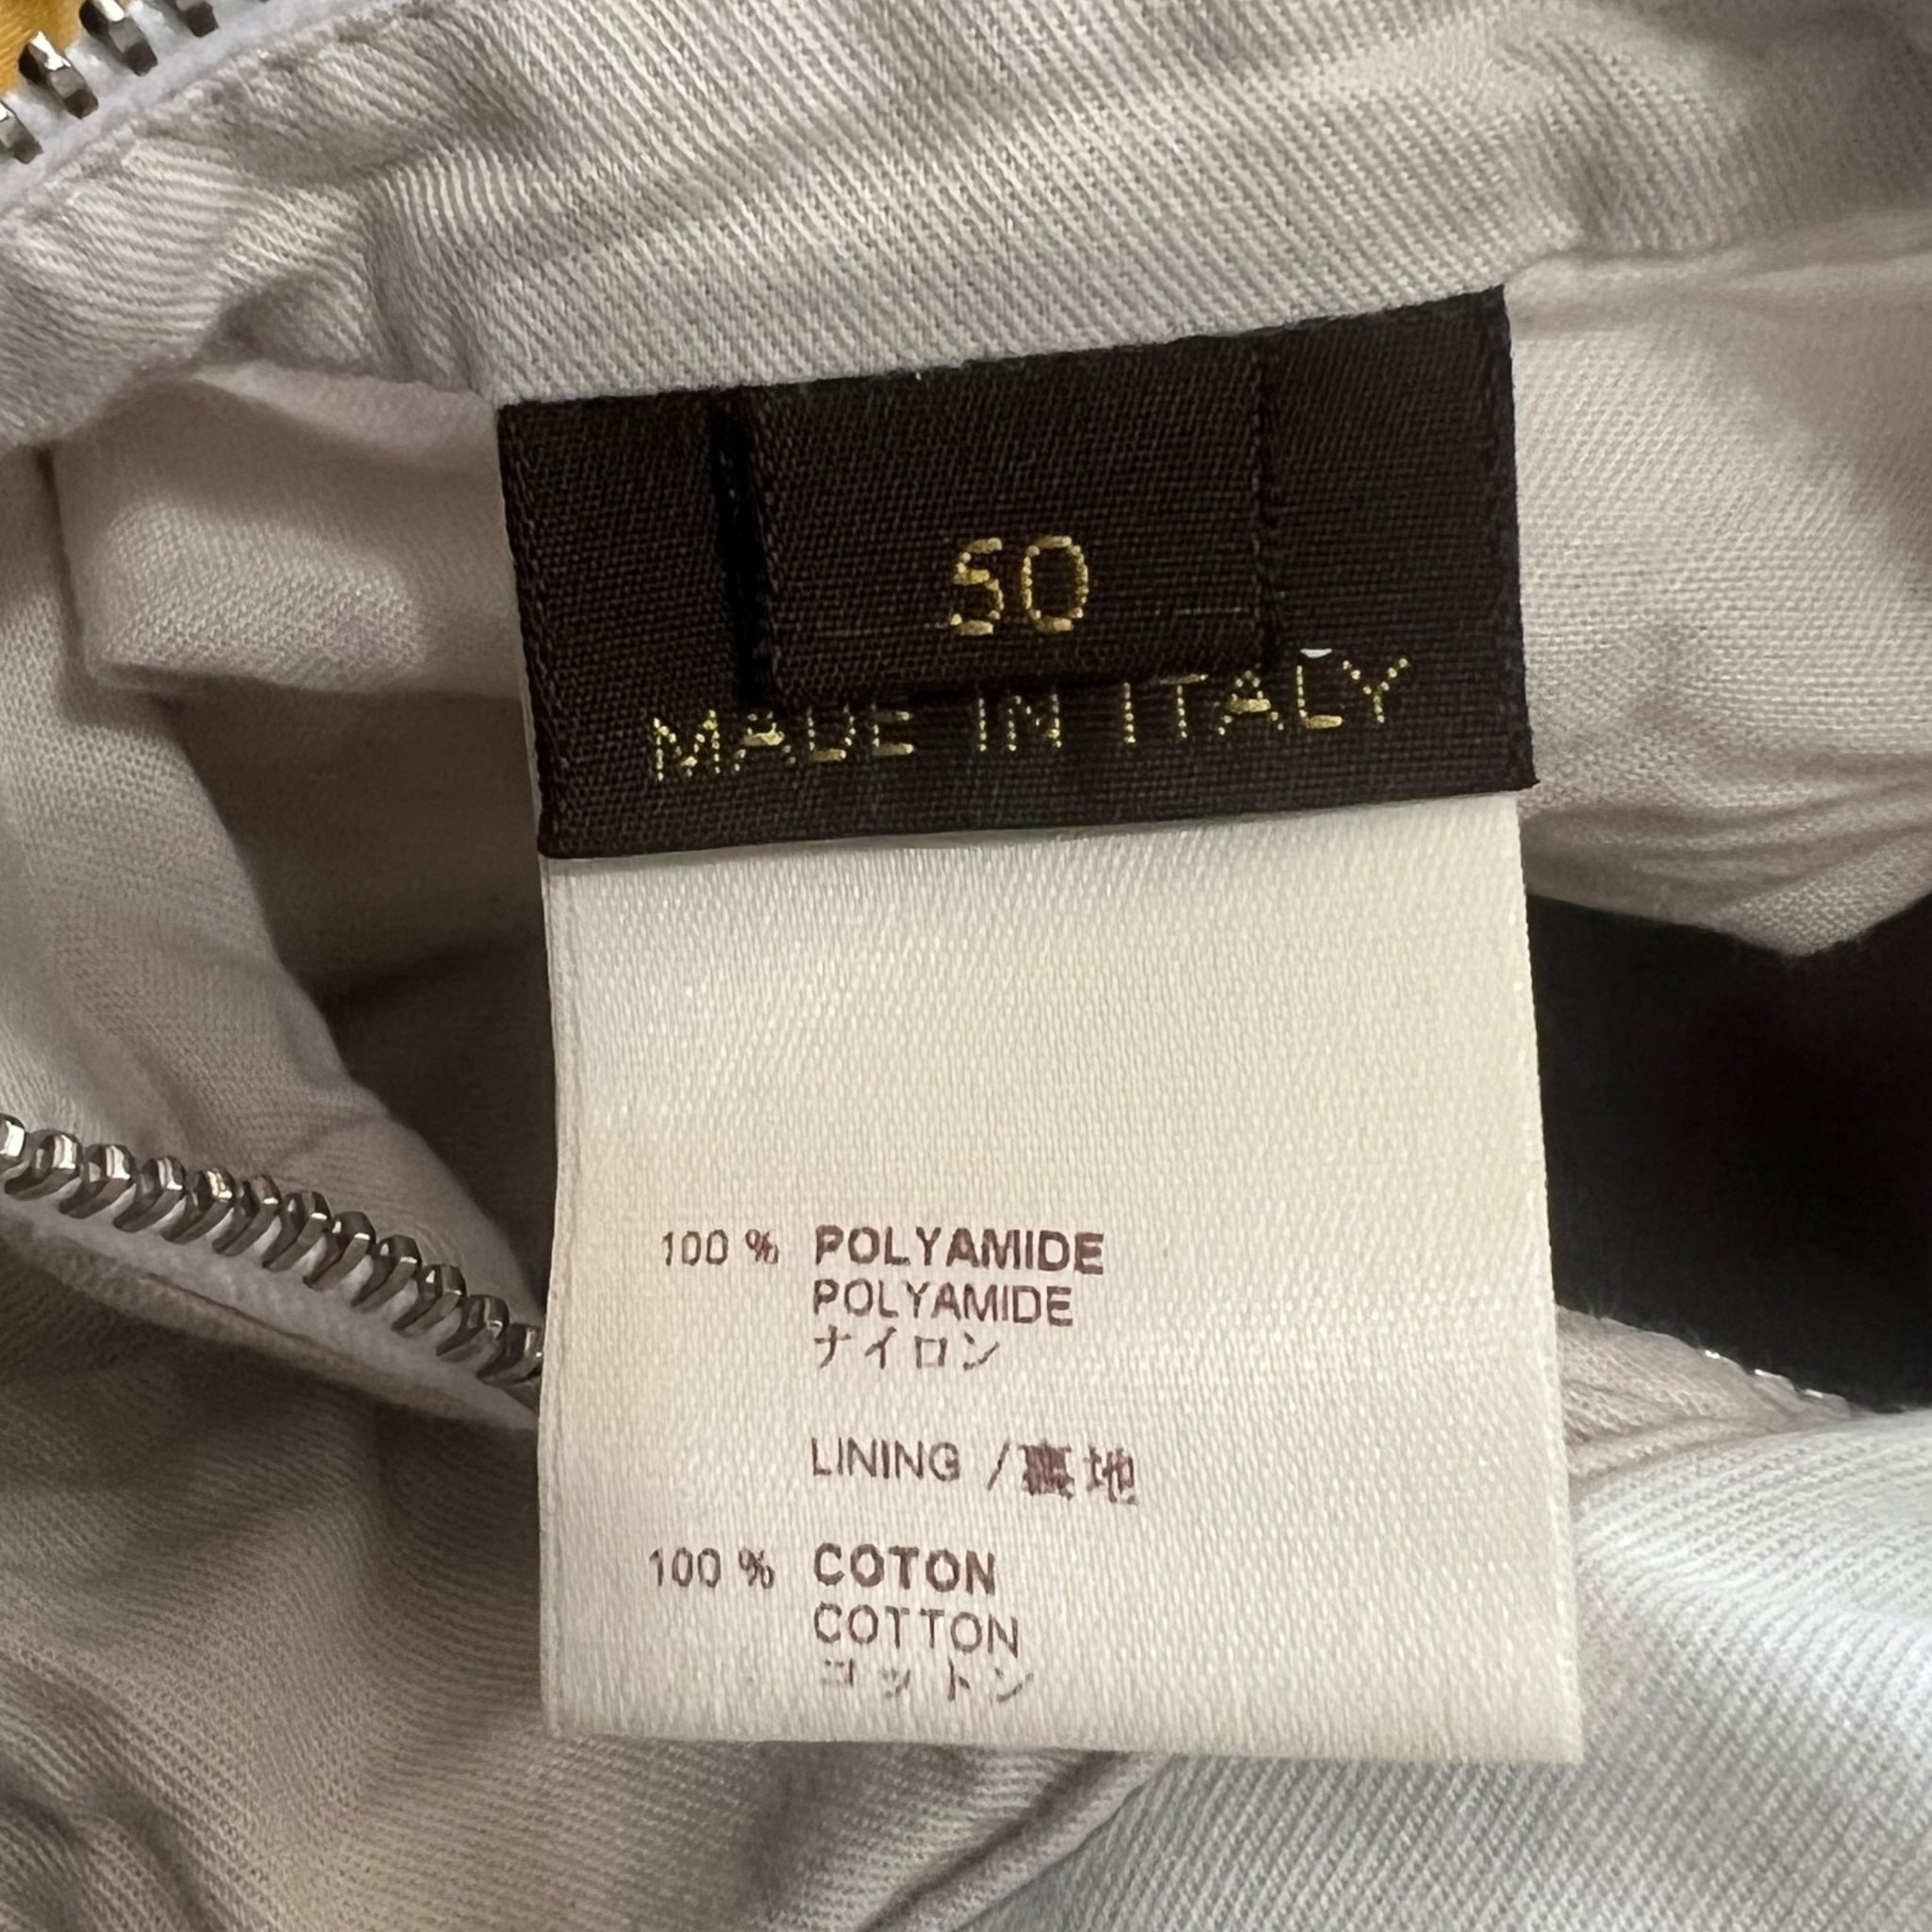 50
MADE IN ITALY
100 % POLYAMIDE
POLYAMIDE
ナイロン
LINING / 裏地
100 % COTON
COTTON
コットン